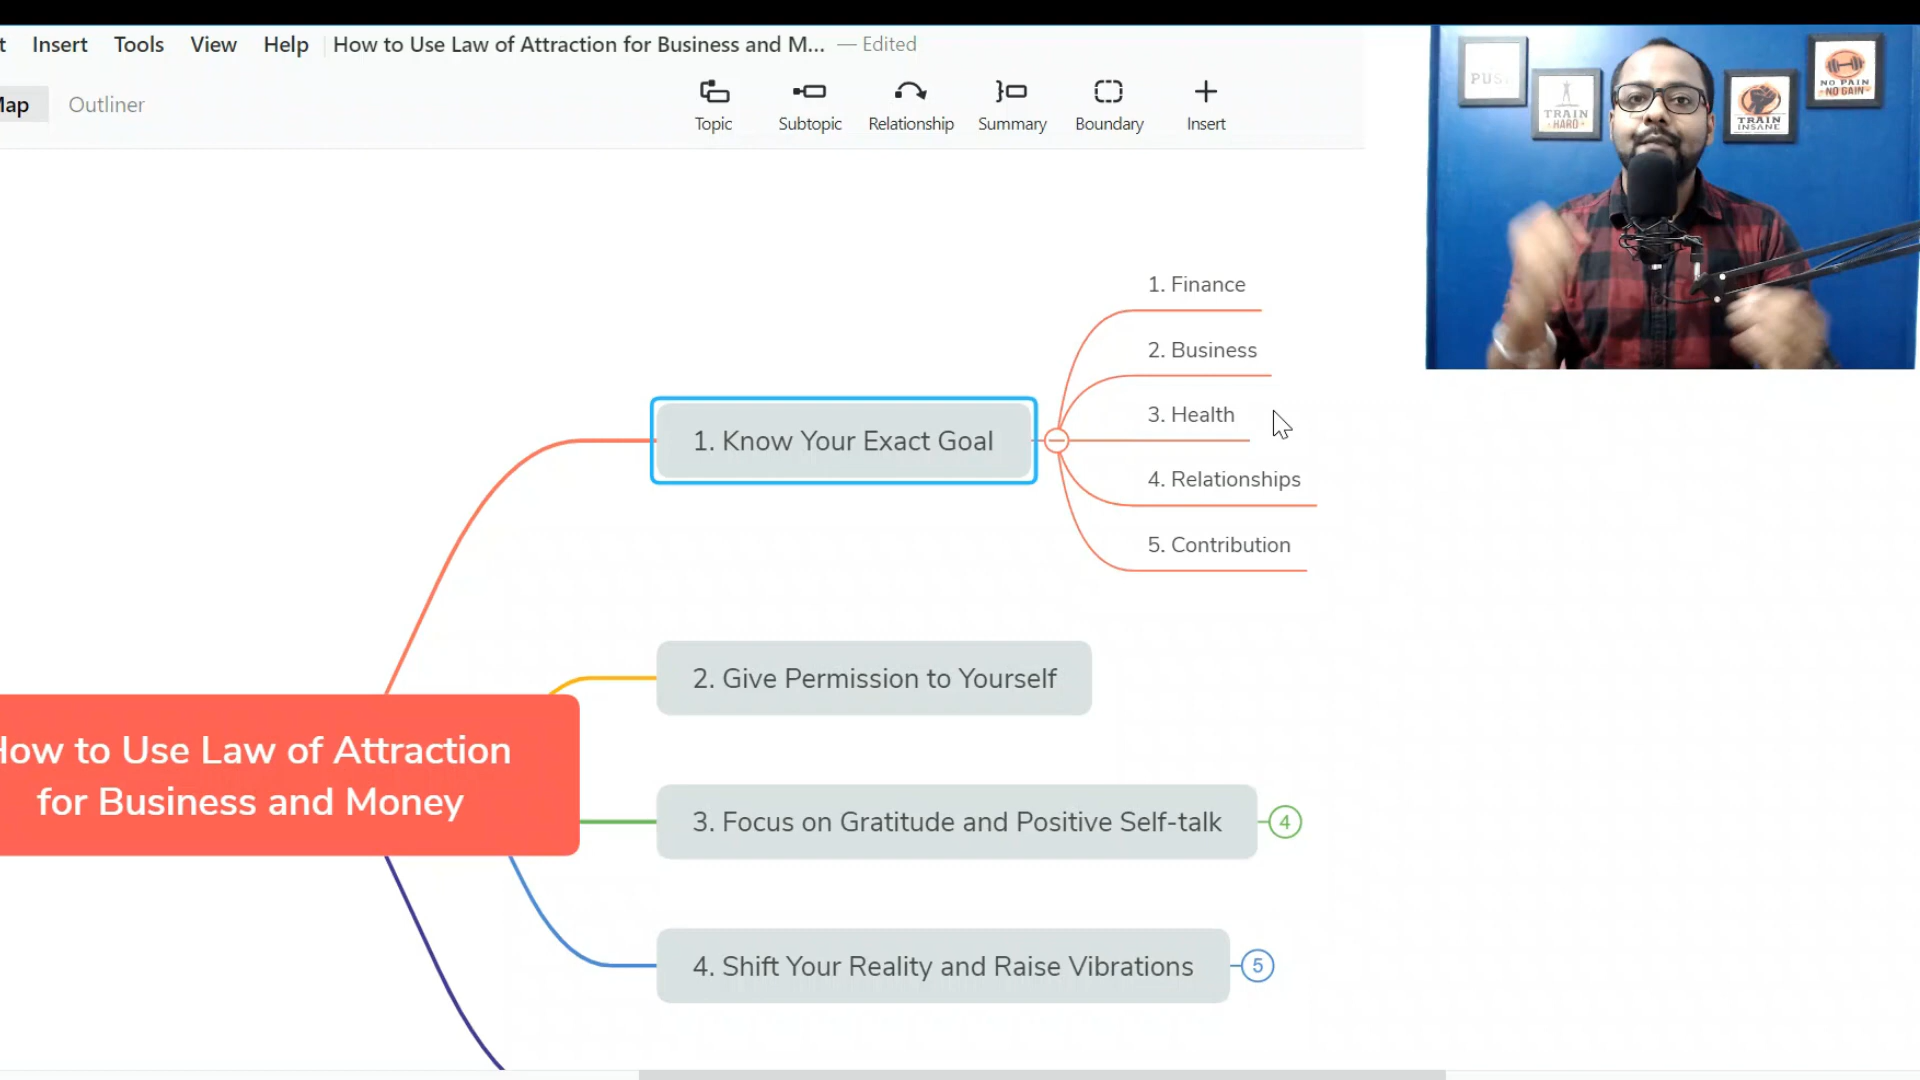 t Insert Tools View Help How to Use Law of Attraction for Business and M... — Edited
Map Outliner
Topic Subtopic Relationship Summary Boundary Insert
PUSH
TRAIN
HARD
TRAIN
INSANE
NO PAIN
NO GAIN
1. Finance
2. Business
3. Health
4. Relationships
5. Contribution
1. Know Your Exact Goal
2. Give Permission to Yourself
How to Use Law of Attraction
for Business and Money
3. Focus on Gratitude and Positive Self-talk 4
4. Shift Your Reality and Raise Vibrations 5